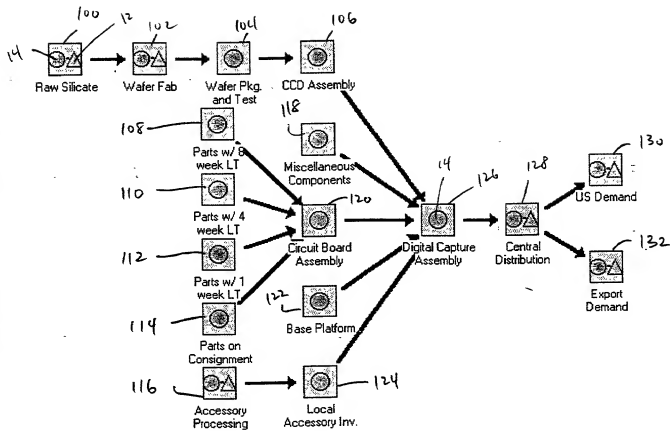 100
12
102
104
106
14
Raw Silicate
Wafer Fab
Wafer Pkg.
and Test
CCD Assembly
108
118
Parts w/ 8
week LT
Miscellaneous
Components
110
120
14
126
128
130
US Demand
Parts w/ 4
week LT
Circuit Board
Assembly
Digital Capture
Assembly
Central
Distribution
112
132
Parts w/ 1
week LT
122
Base Platform
Export
Demand
114
Parts on
Consignment
116
124
Accessory
Processing
Local
Accessory Inv.